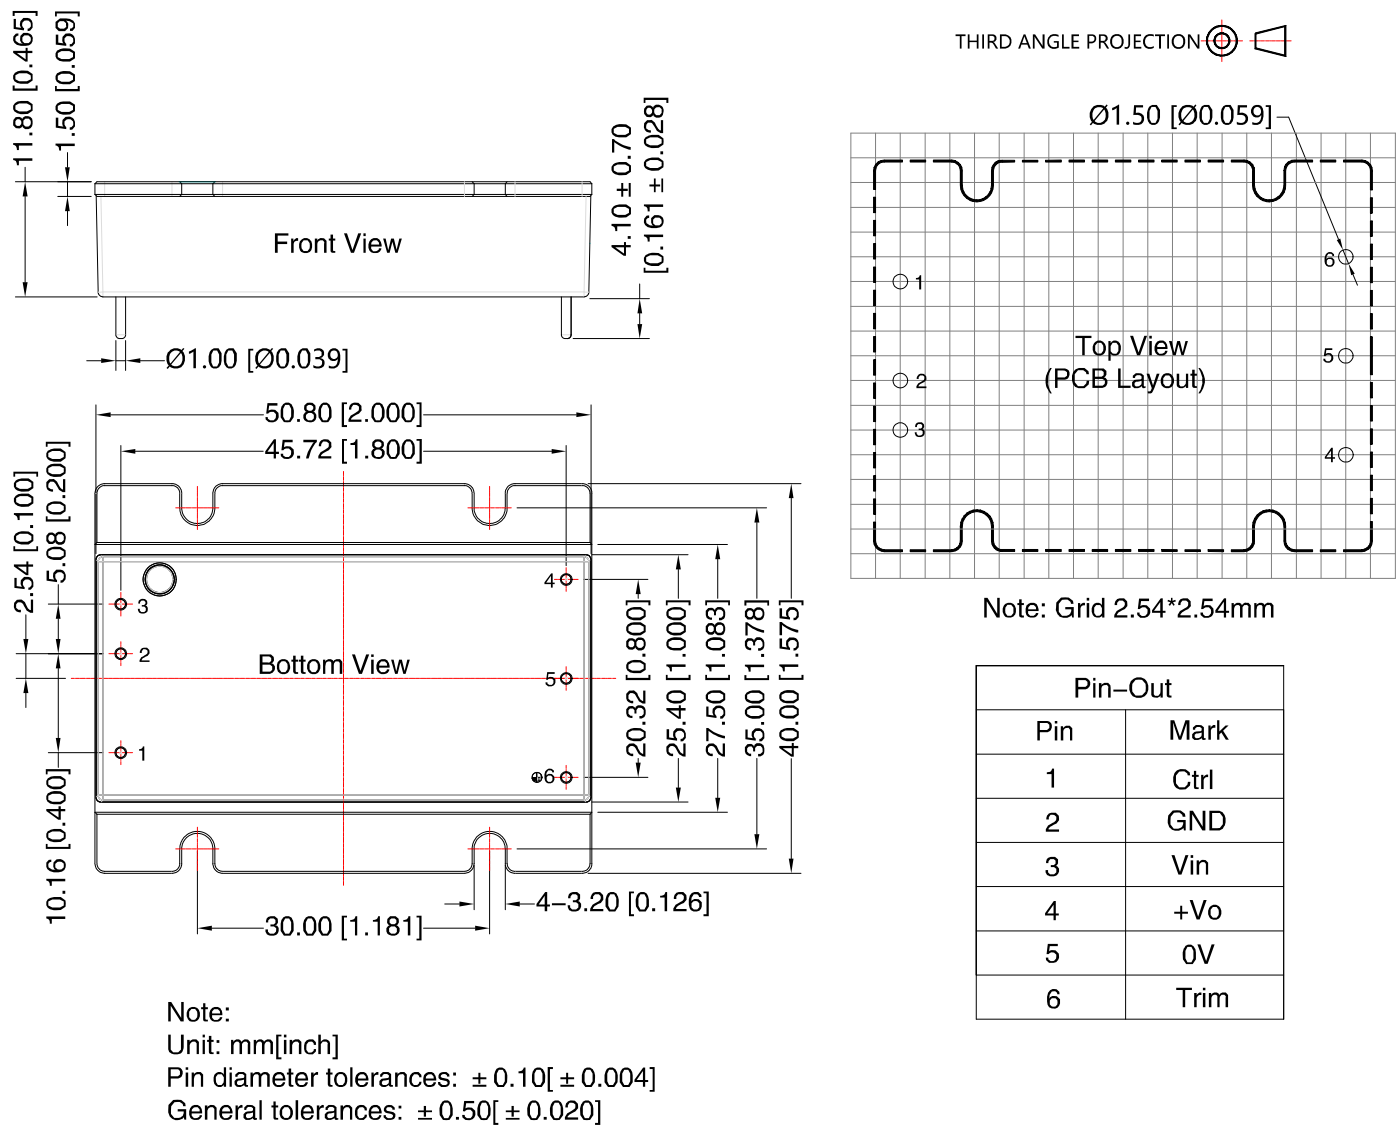 11.80 [0.465]
1.50 [0.059]
Front View
4.10 ± 0.70
[0.161 ± 0.028]
Ø1.00 [Ø0.039]
THIRD ANGLE PROJECTION
Ø1.50 [Ø0.059]
6
1
5
2
3
4
Top View
(PCB Layout)
Note: Grid 2.54*2.54mm
50.80 [2.000]
45.72 [1.800]
2.54 [0.100]
5.08 [0.200]
10.16 [0.400]
3
2
1
4
5
6
Bottom View
20.32 [0.800]
25.40 [1.000]
27.50 [1.083]
35.00 [1.378]
40.00 [1.575]
4–3.20 [0.126]
30.00 [1.181]
Pin–Out
Pin Mark
1 Ctrl
2 GND
3 Vin
4 +Vo
5 0V
6 Trim
Note:
Unit: mm[inch]
Pin diameter tolerances: ± 0.10[ ± 0.004]
General tolerances: ± 0.50[ ± 0.020]